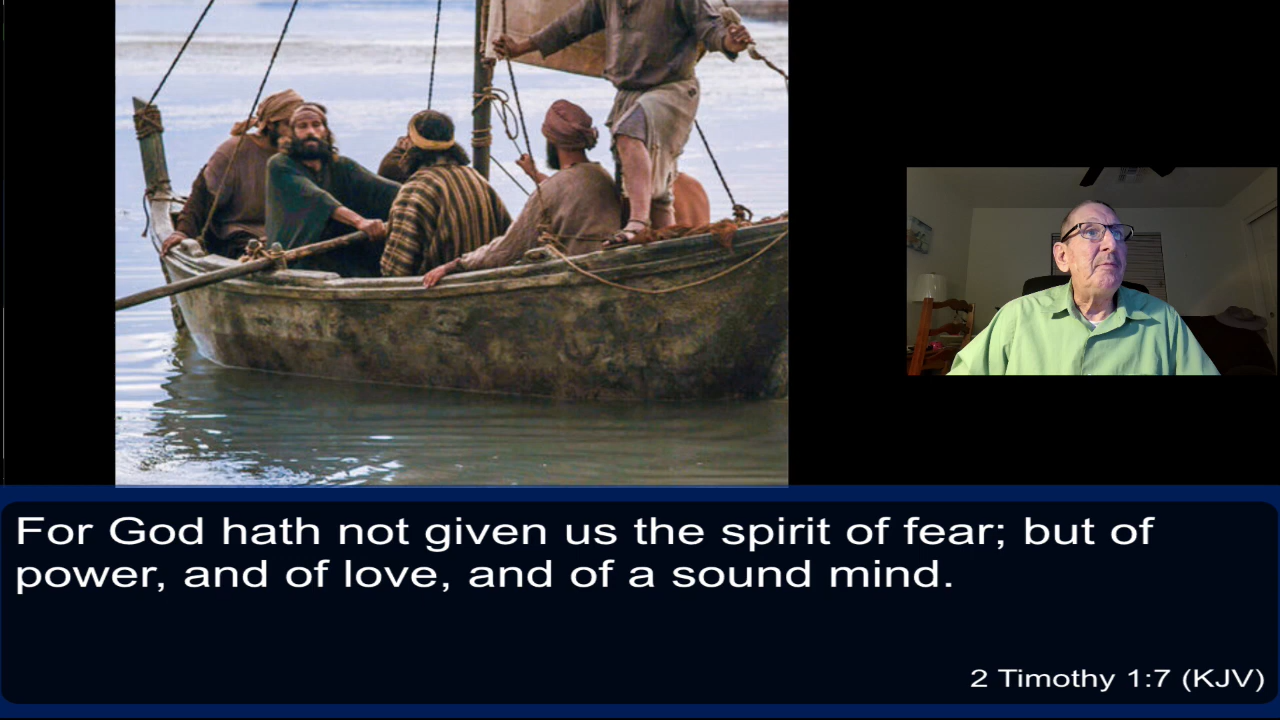 For God hath not given us the spirit of fear; but of
power, and of love, and of a sound mind.
2 Timothy 1:7 (KJV)